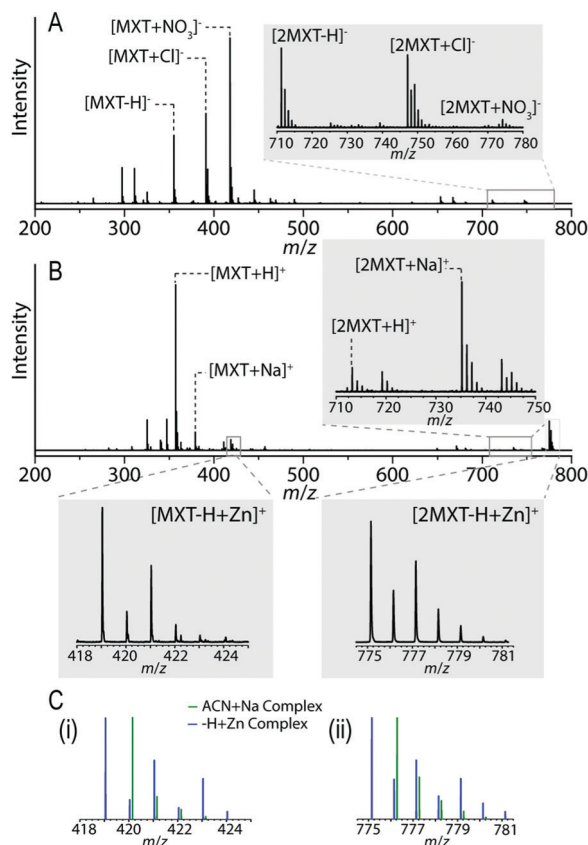 A
Intensity
[MXT+NO₃]⁻
[MXT+Cl]⁻
[MXT-H]⁻
[2MXT-H]⁻
[2MXT+Cl]⁻
[2MXT+NO₃]⁻
710 720 730 740 750 760 770 780
m/z
200 300 400 500 600 700 800
m/z
B
Intensity
[MXT+H]⁺
[MXT+Na]⁺
[2MXT+Na]⁺
[2MXT+H]⁺
710 720 730 740 750
m/z
200 300 400 500 600 700 800
m/z
[MXT-H+Zn]⁺
418 420 422 424
m/z
[2MXT-H+Zn]⁺
775 777 779 781
m/z
C
ACN+Na Complex
-H+Zn Complex
(i)
418 420 422 424
m/z
(ii)
775 777 779 781
m/z